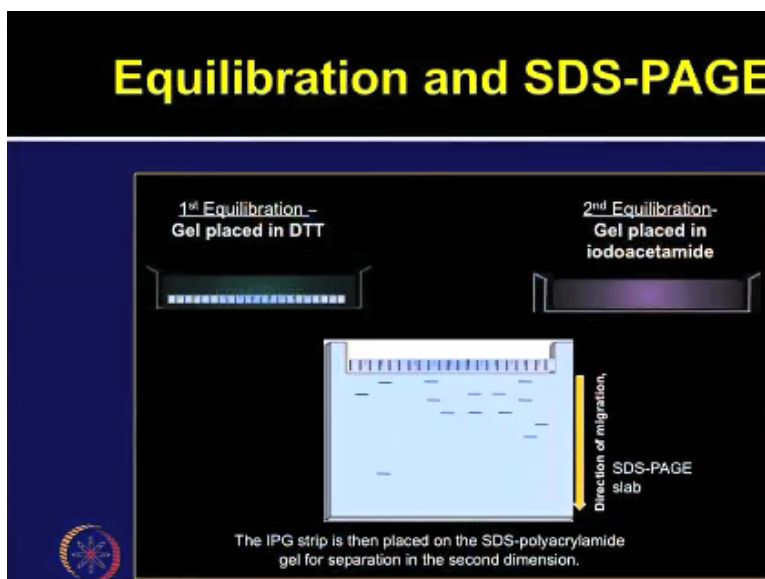 Equilibration and SDS-PAGE
1st Equilibration –
Gel placed in DTT
2nd Equilibration-
Gel placed in
iodoacetamide
Direction of migration,
SDS-PAGE
slab
The IPG strip is then placed on the SDS-polyacrylamide
gel for separation in the second dimension.